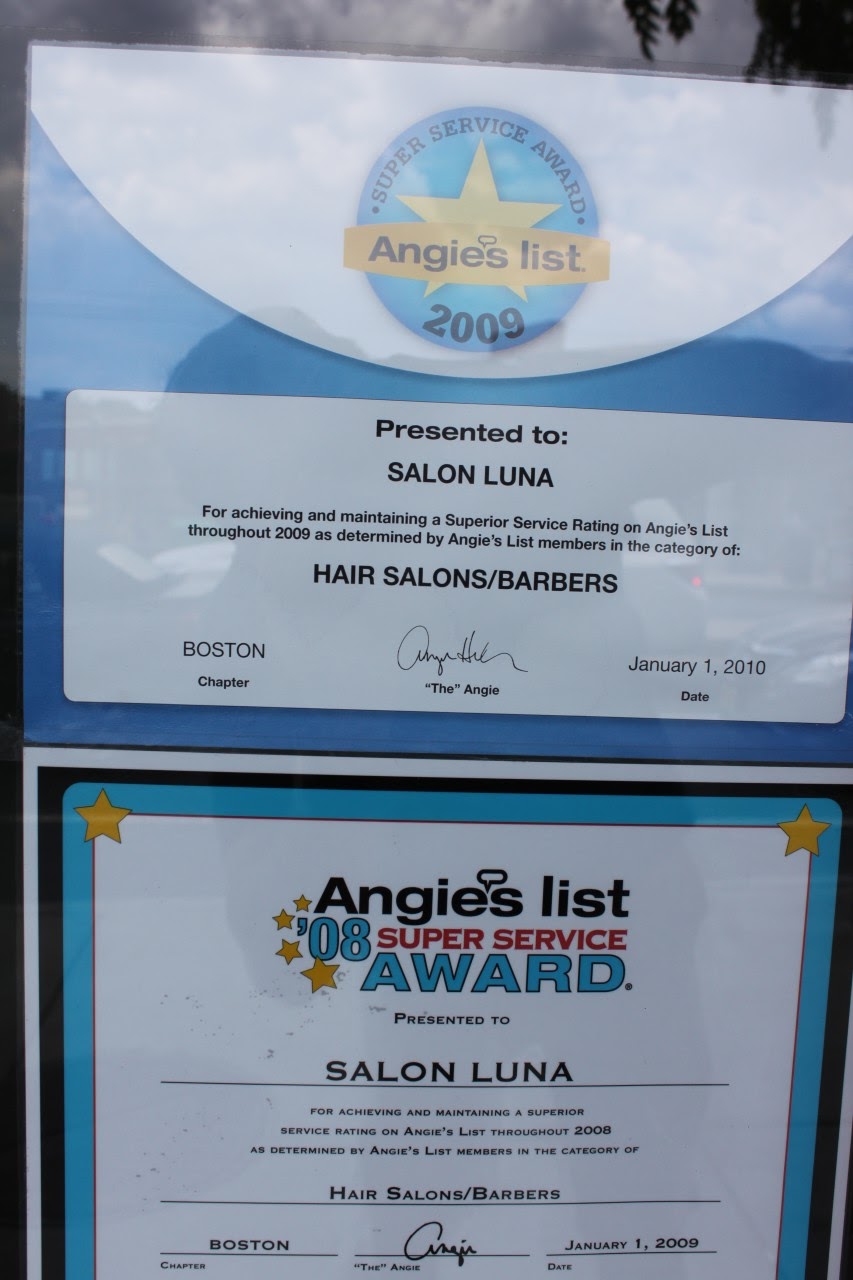 •SUPER SERVICE AWARD•
Angie's list.
2009
Presented to:
SALON LUNA
For achieving and maintaining a Superior Service Rating on Angie's List
throughout 2009 as determined by Angie's List members in the category of:
HAIR SALONS/BARBERS
BOSTON
Chapter
Angie Hicks
"The" Angie
January 1, 2010
Date
Angie's list
'08 SUPER SERVICE
AWARD®
PRESENTED TO
SALON LUNA
FOR ACHIEVING AND MAINTAINING A SUPERIOR
SERVICE RATING ON ANGIE'S LIST THROUGHOUT 2008
AS DETERMINED BY ANGIE'S LIST MEMBERS IN THE CATEGORY OF
HAIR SALONS/BARBERS
BOSTON
CHAPTER
Angie
"THE" ANGIE
JANUARY 1, 2009
DATE